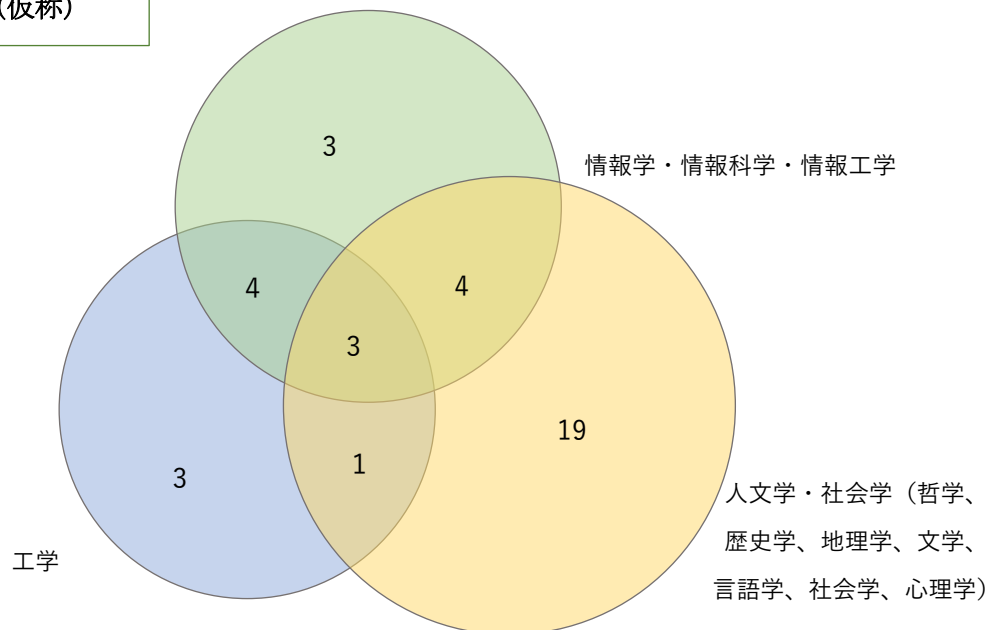 (仮称)
3
情報学・情報科学・情報工学
4
4
3
19
1
3
人文学・社会学（哲学、
歴史学、地理学、文学、
言語学、社会学、心理学）
工学